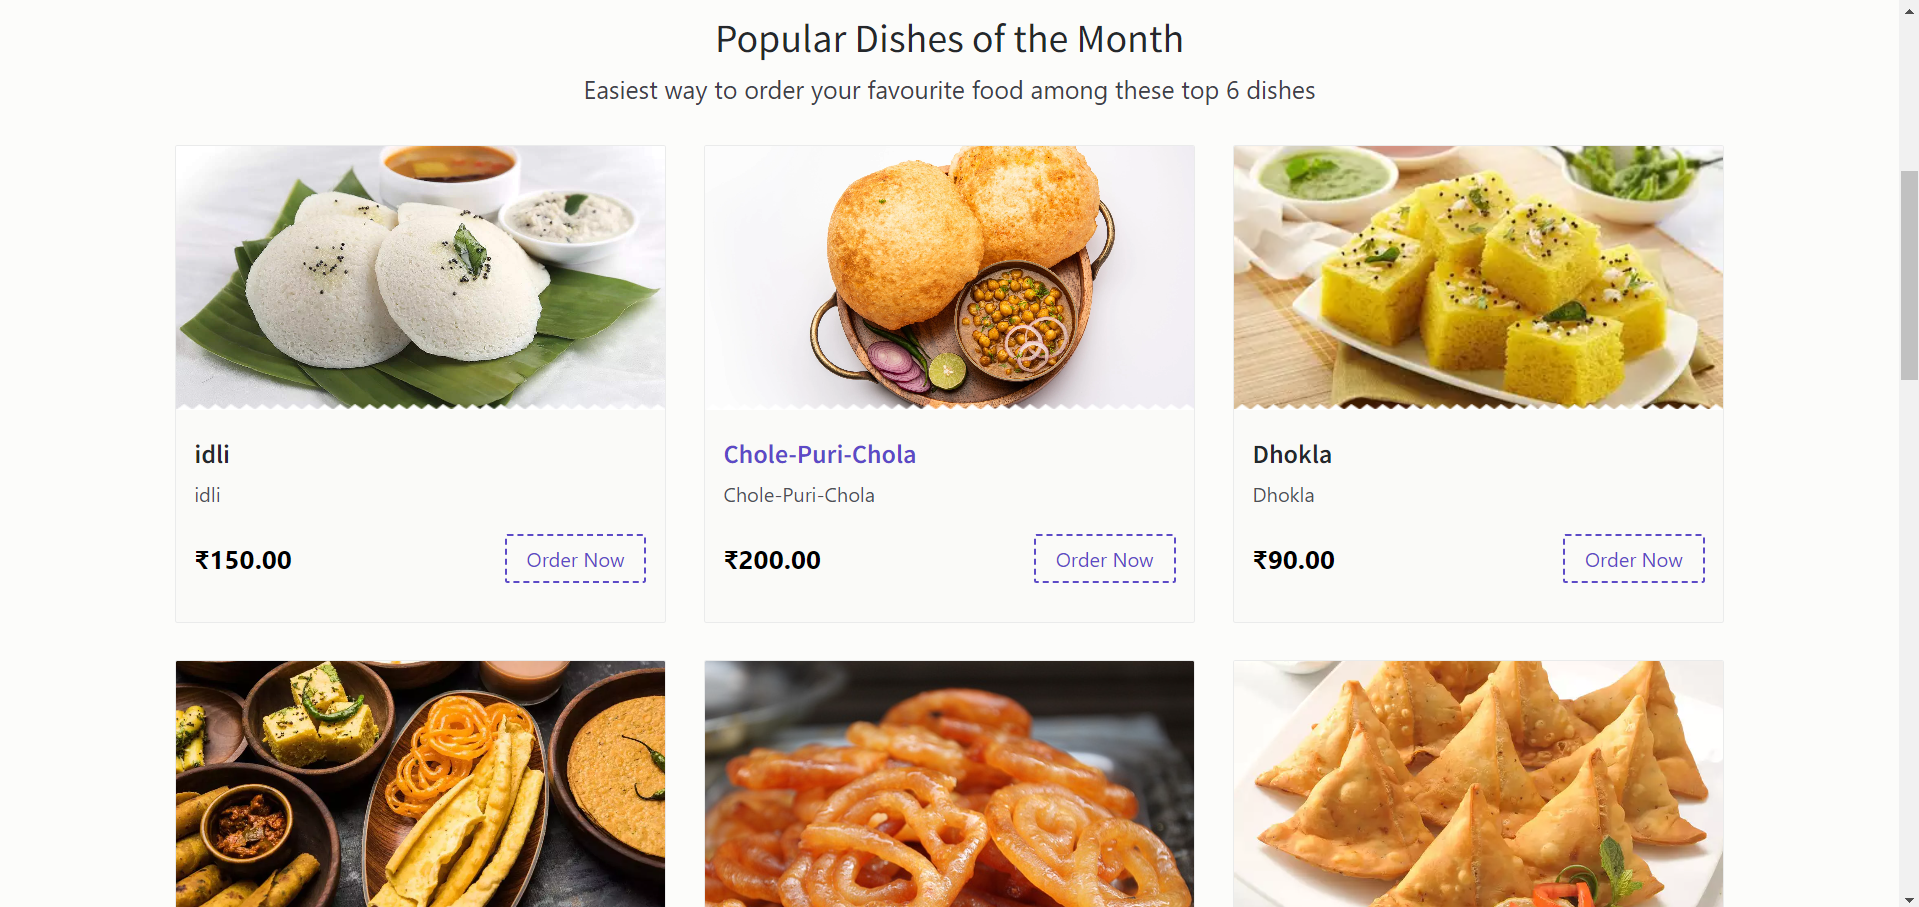 Popular Dishes of the Month
Easiest way to order your favourite food among these top 6 dishes
idli
idli
₹150.00
Order Now
Chole-Puri-Chola
Chole-Puri-Chola
₹200.00
Order Now
Dhokla
Dhokla
₹90.00
Order Now